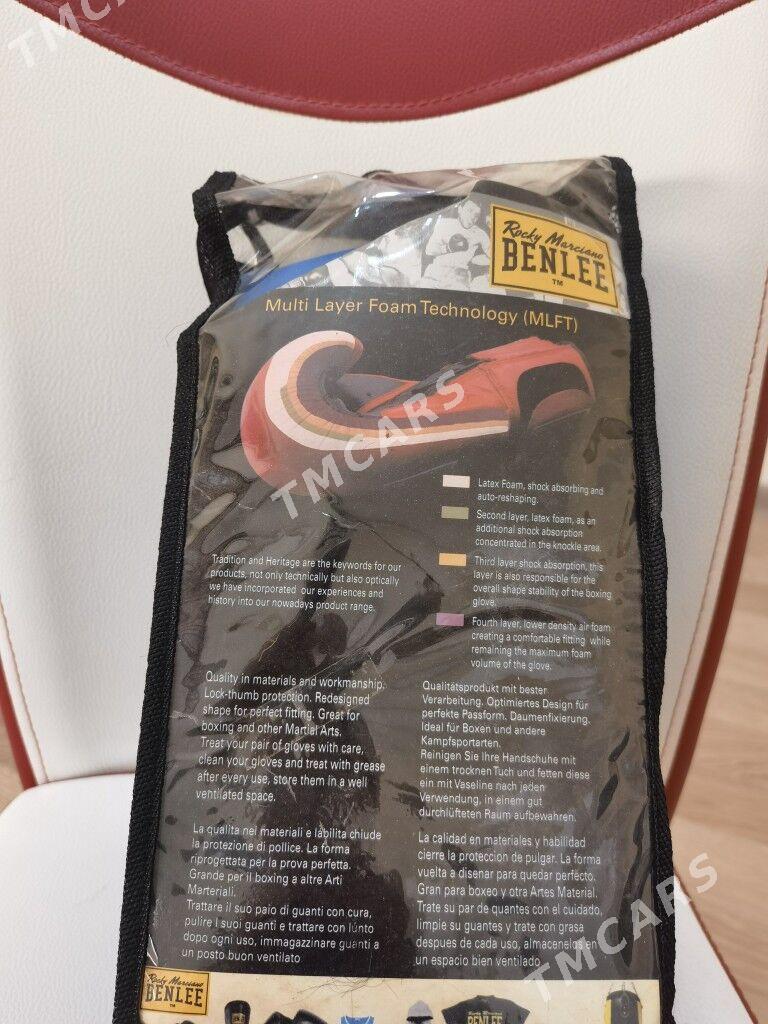 TMCARS
Rocky Marciano
BENLEE
TM
Multi Layer Foam Technology (MLFT)
TMCARS
Latex Foam, shock absorbing and
auto-reshaping.
Second layer, latex foam, as an
additional shock absorption
concentrated in the knockle area.
Third layer shock absorption, this
layer is also responsible for the
overall shape stability of the boxing
glove.
Fourth layer, lower density air foam
creating a comfortable fitting while
remaining the maximum foam
volume of the glove.
Tradition and Heritage are the keywords for our
products, not only technically but also optically
we have incorporated our experiences and
history into our nowadays product range.
Quality in materials and workmanship.
Lock-thumb protection. Redesigned
shape for perfect fitting. Great for
boxing and other Martial Arts.
Treat your pair of gloves with care,
clean your gloves and treat with grease
after every use, store them in a well
ventilated space.
Qualitätsprodukt mit bester
Verarbeitung. Optimiertes Design für
perfekte Passform. Daumenfixierung.
Ideal für Boxen und andere
Kampfsportarten.
Reinigen Sie Ihre Handschuhe mit
einem trocknen Tuch und fetten diese
ein mit Vaseline nach jeden
Verwendung, in einem gut
durchlüfteten Raum aufbewahren.
La qualita nei materiali e labilita chiude
la protezione di pollice. La forma
riprogettata per la prova perfetta.
Grande per il boxing a altre Arti
Marteriali.
Trattare il suo paio di guanti con cura,
pulire I suoi guanti e trattare con lúnto
dopo ogni uso, immagazzinare guanti a
un posto buon ventilato
La calidad en materiales y habilidad
cierre la proteccion de pulgar. La forma
vuelta a disenar para quedar perfecto.
Gran para boxeo y otra Artes Material.
Trate su par de quantes con el cuidado,
limpie su guantes y trate con grasa
despues de cada uso, almacenelos en
un espacio bien ventilado
TMCARS
Rocky Marciano
BENLEE
TM
Rocky Marciano
BENLEE